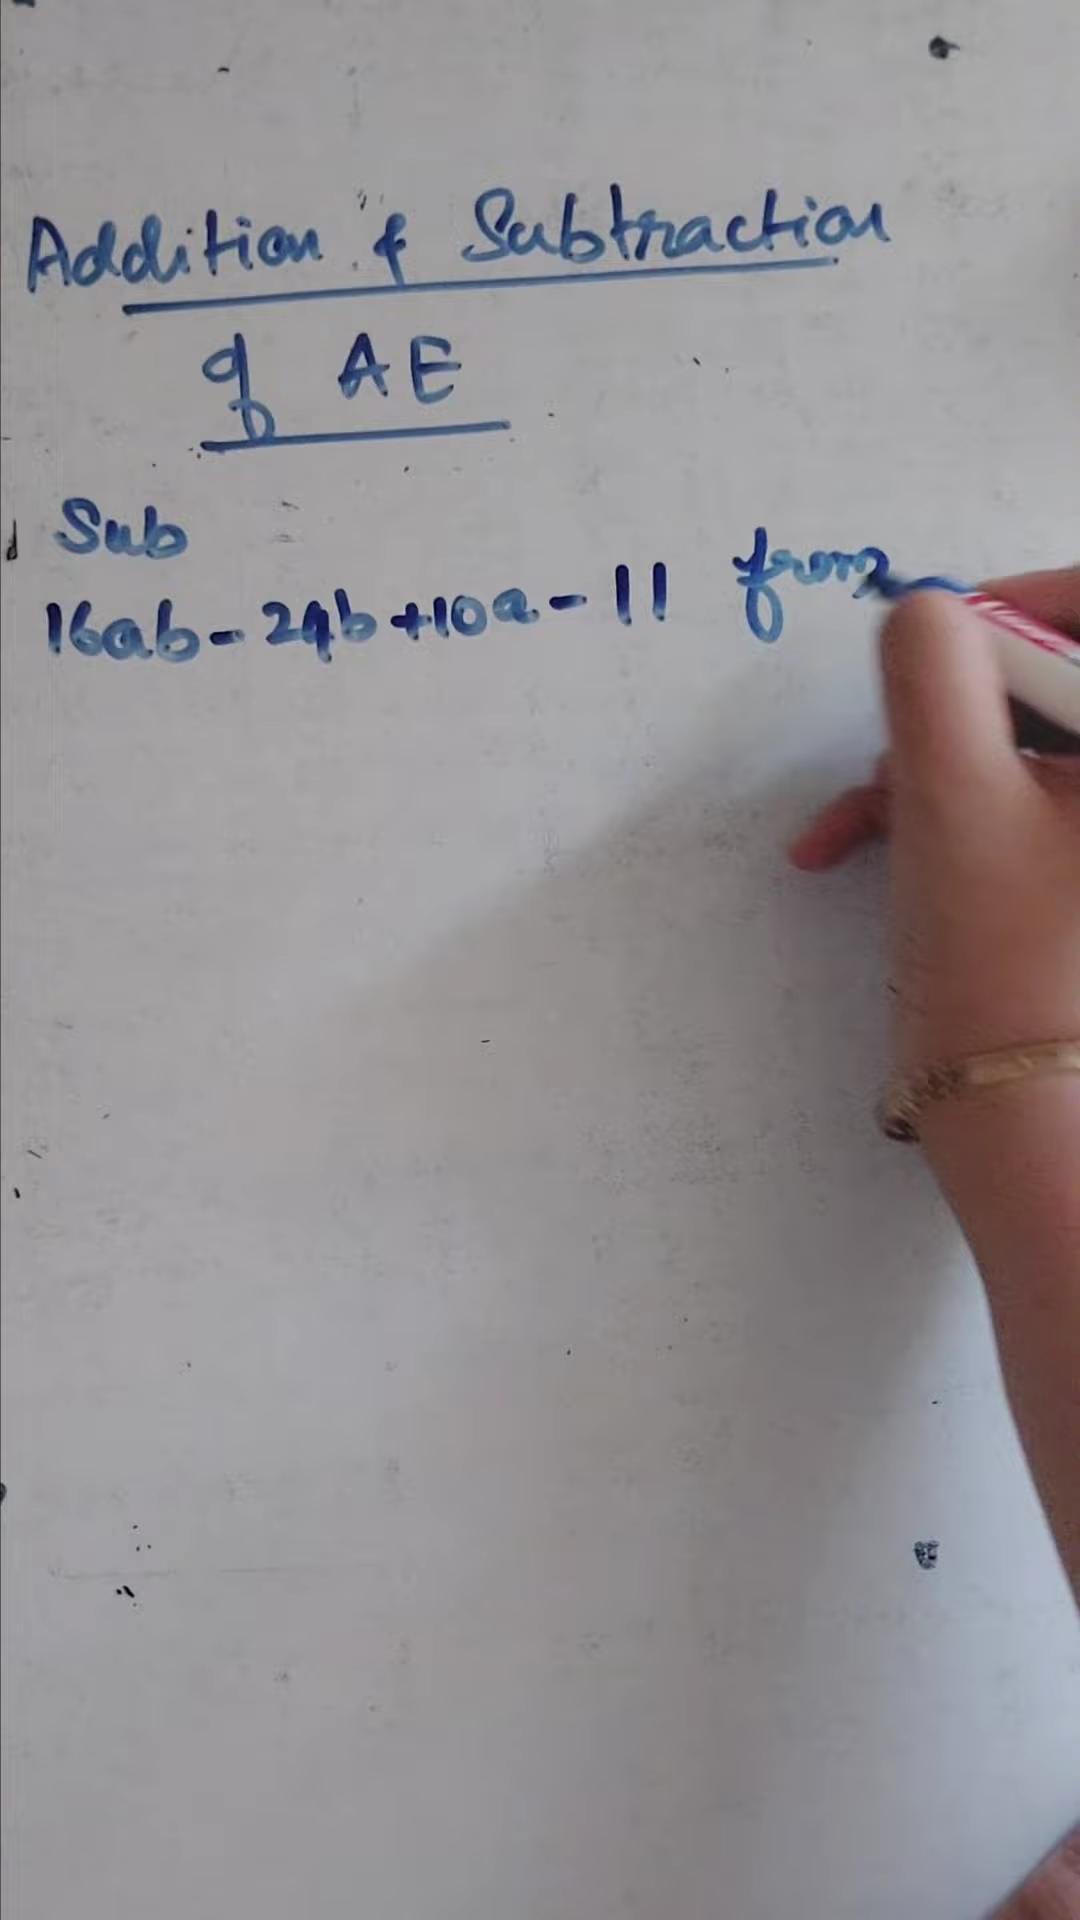 Addition & Subtraction
of AE
Sub
16ab - 24b + 10a - 11 from